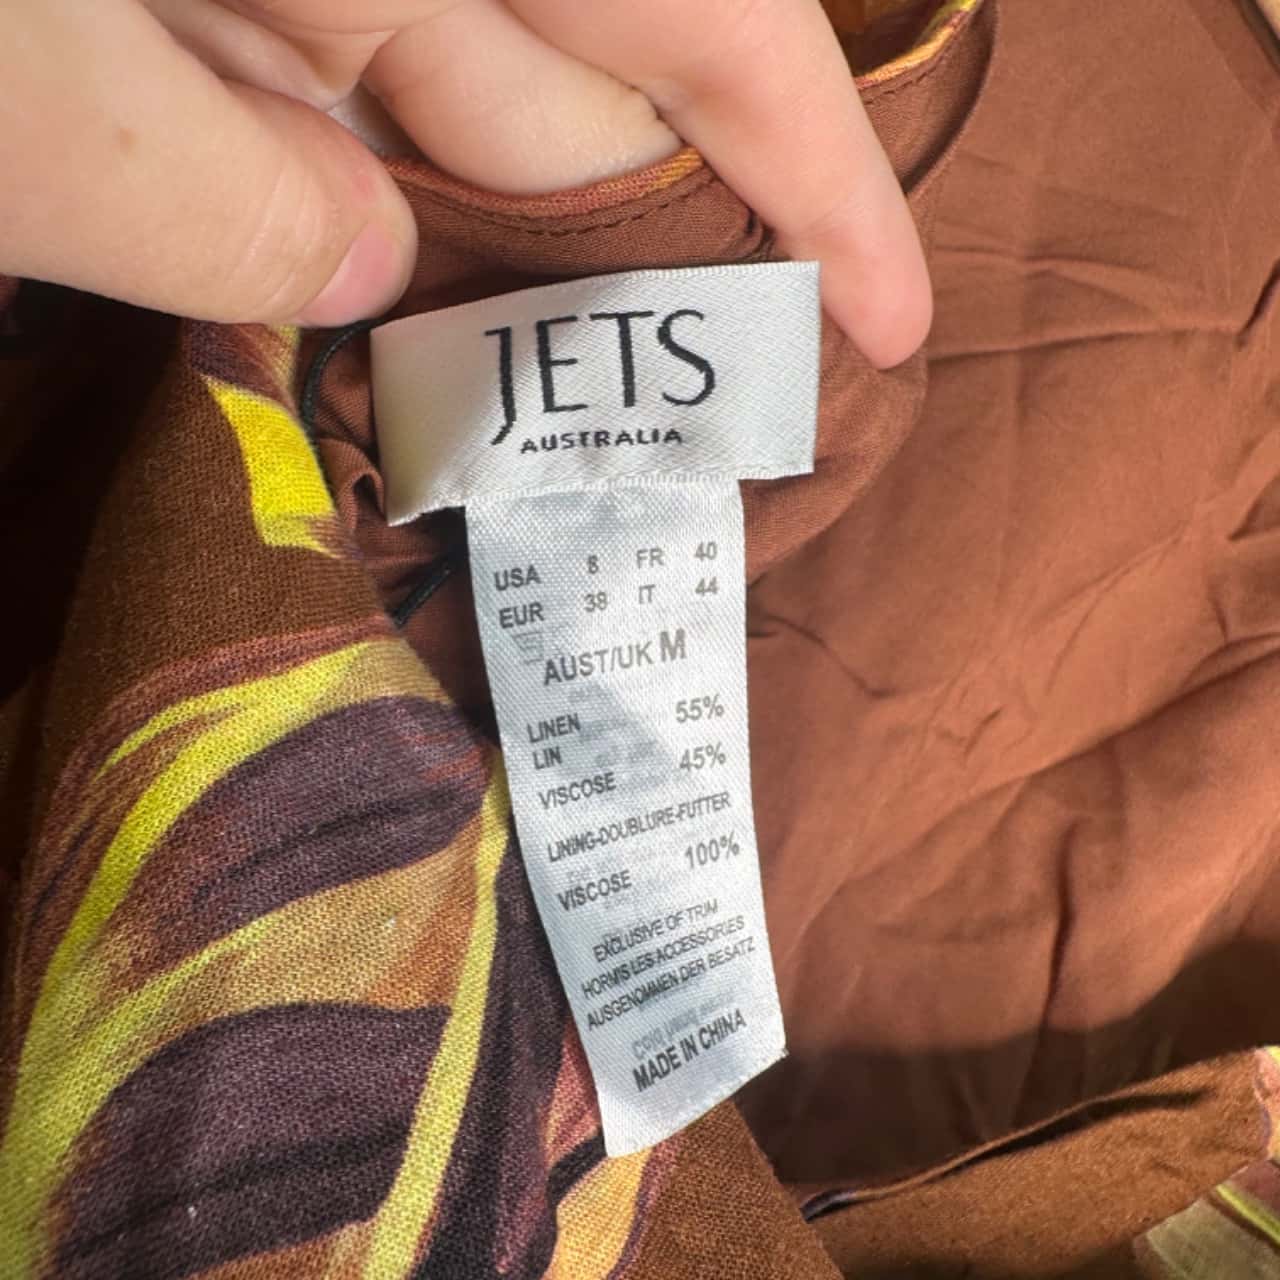 JETS
AUSTRALIA
USA 8 FR 40
EUR 38 IT 44
AUST/UK M
LINEN 55%
LIN
VISCOSE 45%
LINING-DOUBLURE-FUTTER
VISCOSE 100%
EXCLUSIVE OF TRIM
HORMIS LES ACCESSORIES
AUSGENOMMEN DER BESATZ
MADE IN CHINA